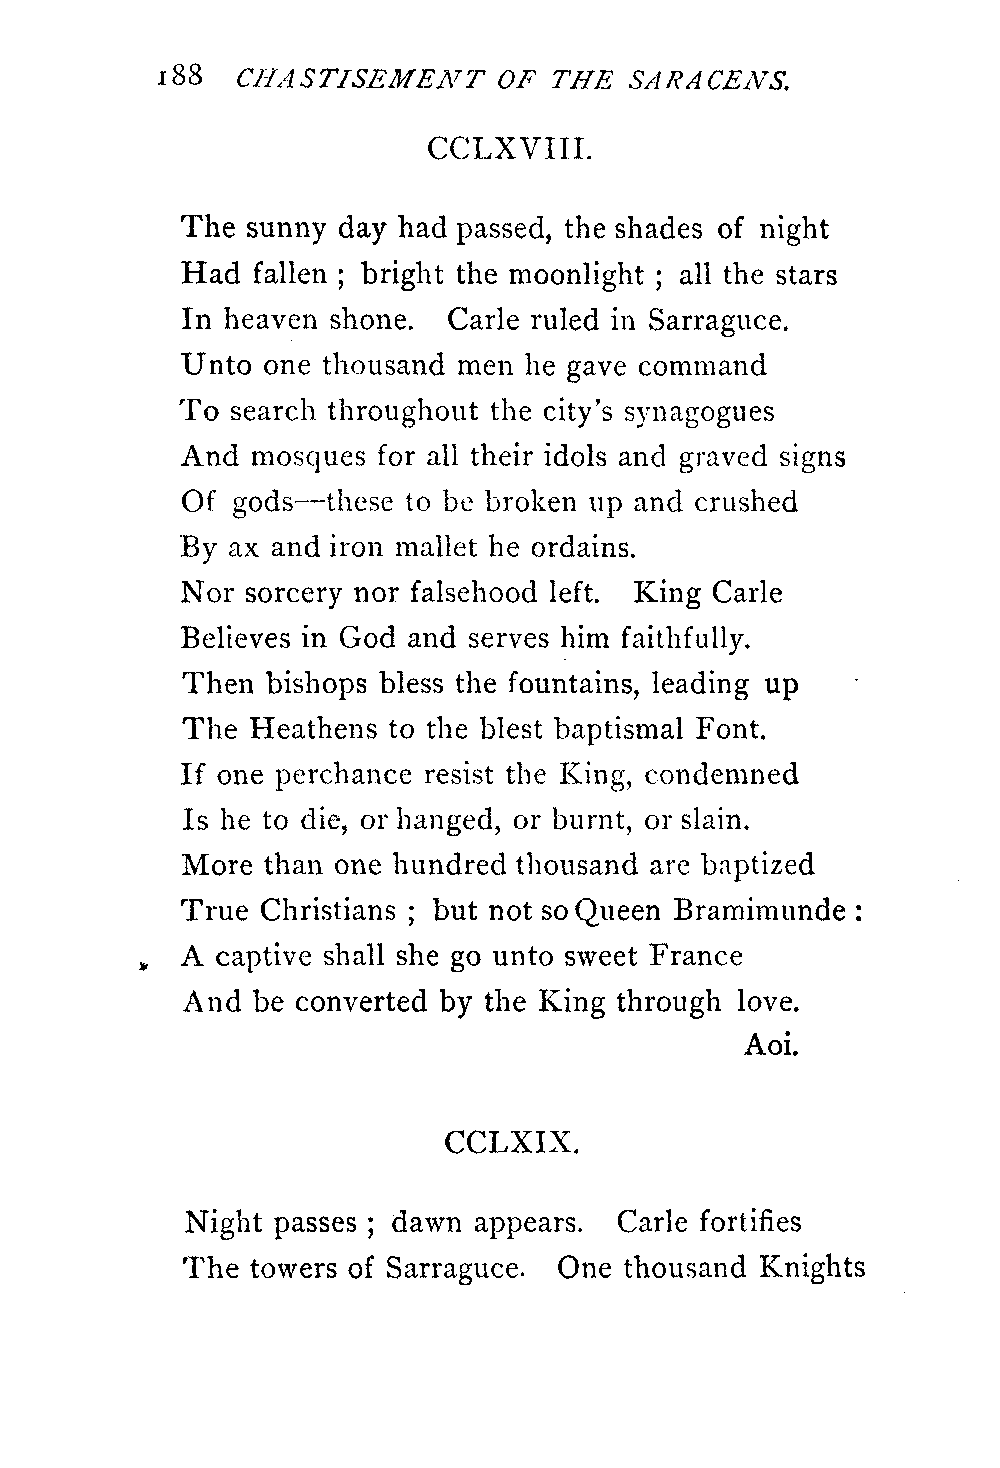 188 CHASTISEMENT OF THE SARACENS.
CCLXVIII.
The sunny day had passed, the shades of night
Had fallen ; bright the moonlight ; all the stars
In heaven shone. Carle ruled in Sarraguce.
Unto one thousand men he gave command
To search throughout the city's synagogues
And mosques for all their idols and graved signs
Of gods—these to be broken up and crushed
By ax and iron mallet he ordains.
Nor sorcery nor falsehood left. King Carle
Believes in God and serves him faithfully.
Then bishops bless the fountains, leading up
The Heathens to the blest baptismal Font.
If one perchance resist the King, condemned
Is he to die, or hanged, or burnt, or slain.
More than one hundred thousand are baptized
True Christians ; but not so Queen Bramimunde :
A captive shall she go unto sweet France
And be converted by the King through love.
Aoi.
CCLXIX.
Night passes ; dawn appears. Carle fortifies
The towers of Sarraguce. One thousand Knights